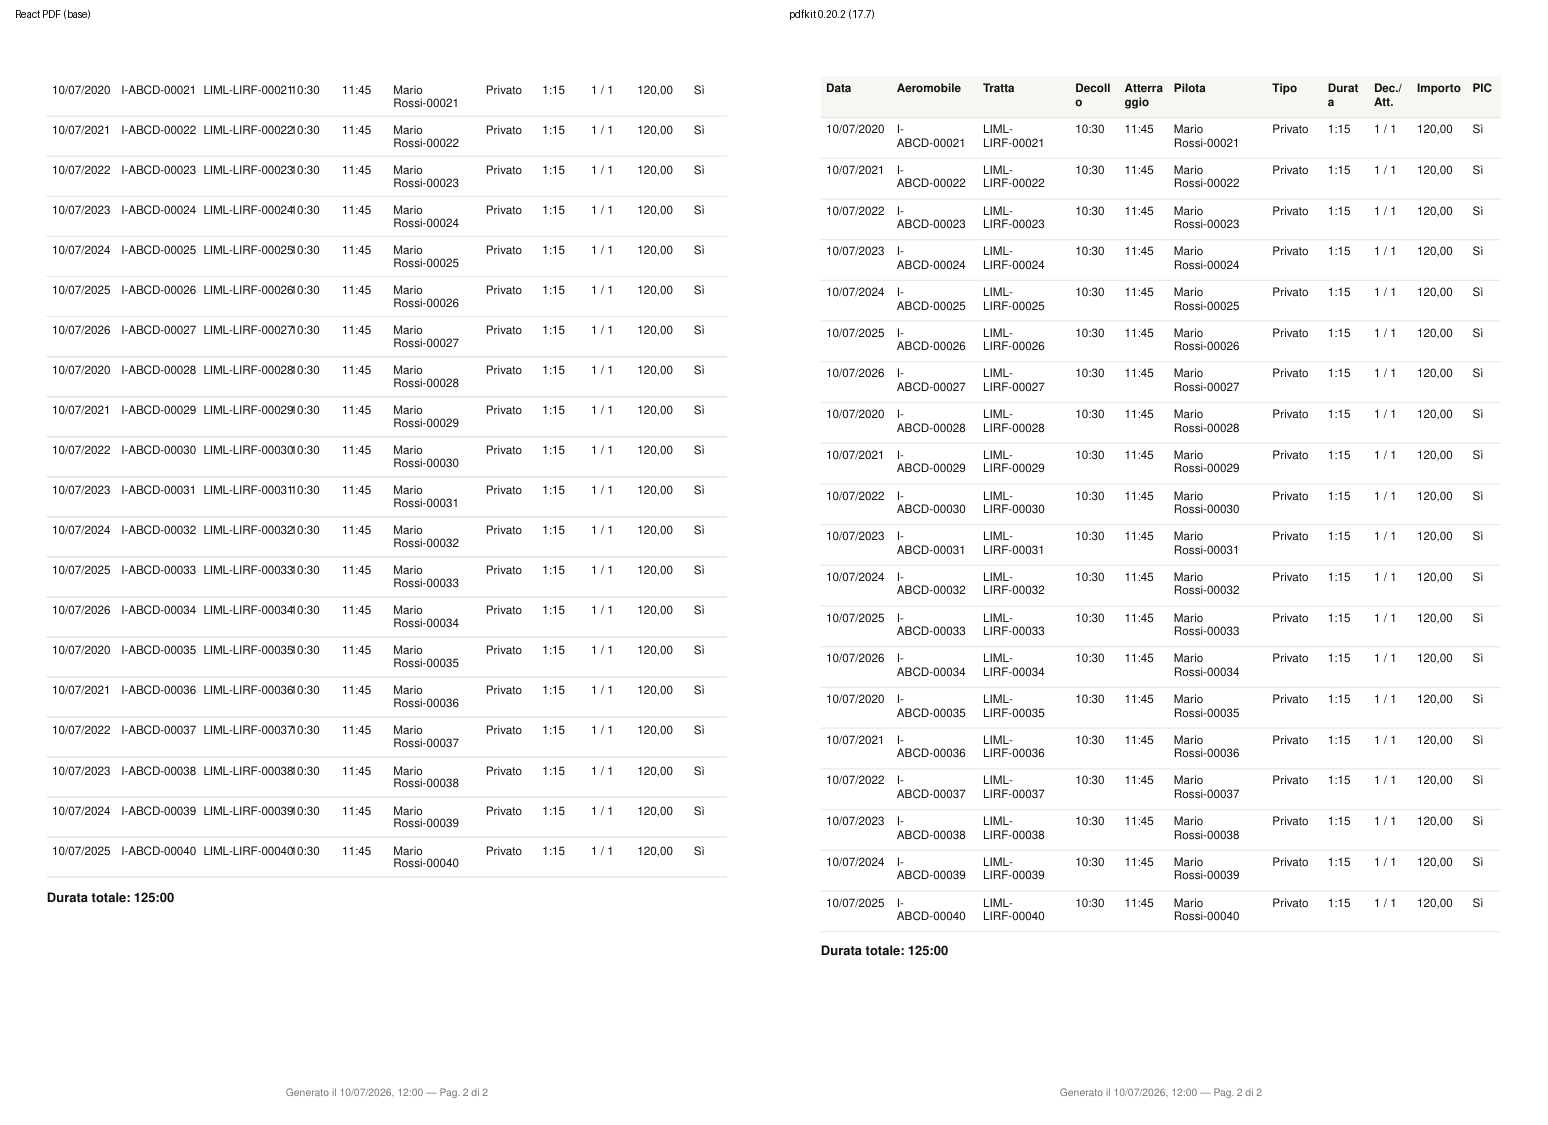 React PDF (base)
10/07/2020 I-ABCD-00021 LIML-LIRF-00021 10:30 11:45 Mario Privato 1:15 1 / 1 120,00 Sì
Rossi-00021
10/07/2021 I-ABCD-00022 LIML-LIRF-00022 10:30 11:45 Mario Privato 1:15 1 / 1 120,00 Sì
Rossi-00022
10/07/2022 I-ABCD-00023 LIML-LIRF-00023 10:30 11:45 Mario Privato 1:15 1 / 1 120,00 Sì
Rossi-00023
10/07/2023 I-ABCD-00024 LIML-LIRF-00024 10:30 11:45 Mario Privato 1:15 1 / 1 120,00 Sì
Rossi-00024
10/07/2024 I-ABCD-00025 LIML-LIRF-00025 10:30 11:45 Mario Privato 1:15 1 / 1 120,00 Sì
Rossi-00025
10/07/2025 I-ABCD-00026 LIML-LIRF-00026 10:30 11:45 Mario Privato 1:15 1 / 1 120,00 Sì
Rossi-00026
10/07/2026 I-ABCD-00027 LIML-LIRF-00027 10:30 11:45 Mario Privato 1:15 1 / 1 120,00 Sì
Rossi-00027
10/07/2020 I-ABCD-00028 LIML-LIRF-00028 10:30 11:45 Mario Privato 1:15 1 / 1 120,00 Sì
Rossi-00028
10/07/2021 I-ABCD-00029 LIML-LIRF-00029 10:30 11:45 Mario Privato 1:15 1 / 1 120,00 Sì
Rossi-00029
10/07/2022 I-ABCD-00030 LIML-LIRF-00030 10:30 11:45 Mario Privato 1:15 1 / 1 120,00 Sì
Rossi-00030
10/07/2023 I-ABCD-00031 LIML-LIRF-00031 10:30 11:45 Mario Privato 1:15 1 / 1 120,00 Sì
Rossi-00031
10/07/2024 I-ABCD-00032 LIML-LIRF-00032 10:30 11:45 Mario Privato 1:15 1 / 1 120,00 Sì
Rossi-00032
10/07/2025 I-ABCD-00033 LIML-LIRF-00033 10:30 11:45 Mario Privato 1:15 1 / 1 120,00 Sì
Rossi-00033
10/07/2026 I-ABCD-00034 LIML-LIRF-00034 10:30 11:45 Mario Privato 1:15 1 / 1 120,00 Sì
Rossi-00034
10/07/2020 I-ABCD-00035 LIML-LIRF-00035 10:30 11:45 Mario Privato 1:15 1 / 1 120,00 Sì
Rossi-00035
10/07/2021 I-ABCD-00036 LIML-LIRF-00036 10:30 11:45 Mario Privato 1:15 1 / 1 120,00 Sì
Rossi-00036
10/07/2022 I-ABCD-00037 LIML-LIRF-00037 10:30 11:45 Mario Privato 1:15 1 / 1 120,00 Sì
Rossi-00037
10/07/2023 I-ABCD-00038 LIML-LIRF-00038 10:30 11:45 Mario Privato 1:15 1 / 1 120,00 Sì
Rossi-00038
10/07/2024 I-ABCD-00039 LIML-LIRF-00039 10:30 11:45 Mario Privato 1:15 1 / 1 120,00 Sì
Rossi-00039
10/07/2025 I-ABCD-00040 LIML-LIRF-00040 10:30 11:45 Mario Privato 1:15 1 / 1 120,00 Sì
Rossi-00040
Durata totale: 125:00
Generato il 10/07/2026, 12:00 — Pag. 2 di 2
pdfkit 0.20.2 (17.7)
Data Aeromobile Tratta Decoll Atterra Pilota Tipo Durat Dec./ Importo PIC
o ggio a Att.
10/07/2020 I- LIML- 10:30 11:45 Mario Privato 1:15 1 / 1 120,00 Sì
ABCD-00021 LIRF-00021 Rossi-00021
10/07/2021 I- LIML- 10:30 11:45 Mario Privato 1:15 1 / 1 120,00 Sì
ABCD-00022 LIRF-00022 Rossi-00022
10/07/2022 I- LIML- 10:30 11:45 Mario Privato 1:15 1 / 1 120,00 Sì
ABCD-00023 LIRF-00023 Rossi-00023
10/07/2023 I- LIML- 10:30 11:45 Mario Privato 1:15 1 / 1 120,00 Sì
ABCD-00024 LIRF-00024 Rossi-00024
10/07/2024 I- LIML- 10:30 11:45 Mario Privato 1:15 1 / 1 120,00 Sì
ABCD-00025 LIRF-00025 Rossi-00025
10/07/2025 I- LIML- 10:30 11:45 Mario Privato 1:15 1 / 1 120,00 Sì
ABCD-00026 LIRF-00026 Rossi-00026
10/07/2026 I- LIML- 10:30 11:45 Mario Privato 1:15 1 / 1 120,00 Sì
ABCD-00027 LIRF-00027 Rossi-00027
10/07/2020 I- LIML- 10:30 11:45 Mario Privato 1:15 1 / 1 120,00 Sì
ABCD-00028 LIRF-00028 Rossi-00028
10/07/2021 I- LIML- 10:30 11:45 Mario Privato 1:15 1 / 1 120,00 Sì
ABCD-00029 LIRF-00029 Rossi-00029
10/07/2022 I- LIML- 10:30 11:45 Mario Privato 1:15 1 / 1 120,00 Sì
ABCD-00030 LIRF-00030 Rossi-00030
10/07/2023 I- LIML- 10:30 11:45 Mario Privato 1:15 1 / 1 120,00 Sì
ABCD-00031 LIRF-00031 Rossi-00031
10/07/2024 I- LIML- 10:30 11:45 Mario Privato 1:15 1 / 1 120,00 Sì
ABCD-00032 LIRF-00032 Rossi-00032
10/07/2025 I- LIML- 10:30 11:45 Mario Privato 1:15 1 / 1 120,00 Sì
ABCD-00033 LIRF-00033 Rossi-00033
10/07/2026 I- LIML- 10:30 11:45 Mario Privato 1:15 1 / 1 120,00 Sì
ABCD-00034 LIRF-00034 Rossi-00034
10/07/2020 I- LIML- 10:30 11:45 Mario Privato 1:15 1 / 1 120,00 Sì
ABCD-00035 LIRF-00035 Rossi-00035
10/07/2021 I- LIML- 10:30 11:45 Mario Privato 1:15 1 / 1 120,00 Sì
ABCD-00036 LIRF-00036 Rossi-00036
10/07/2022 I- LIML- 10:30 11:45 Mario Privato 1:15 1 / 1 120,00 Sì
ABCD-00037 LIRF-00037 Rossi-00037
10/07/2023 I- LIML- 10:30 11:45 Mario Privato 1:15 1 / 1 120,00 Sì
ABCD-00038 LIRF-00038 Rossi-00038
10/07/2024 I- LIML- 10:30 11:45 Mario Privato 1:15 1 / 1 120,00 Sì
ABCD-00039 LIRF-00039 Rossi-00039
10/07/2025 I- LIML- 10:30 11:45 Mario Privato 1:15 1 / 1 120,00 Sì
ABCD-00040 LIRF-00040 Rossi-00040
Durata totale: 125:00
Generato il 10/07/2026, 12:00 — Pag. 2 di 2